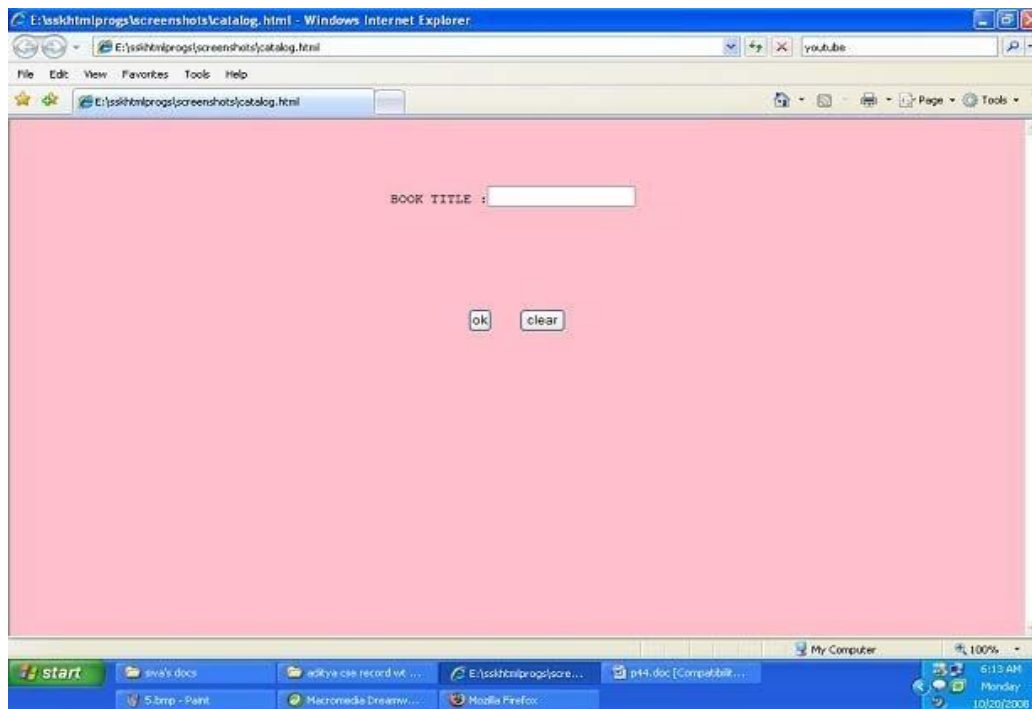 E:\sskhtmlprogs\screenshots\catalog.html - Windows Internet Explorer
E:\sskhtmlprogs\screenshots\catalog.html
youtube
File Edit View Favorites Tools Help
E:\sskhtmlprogs\screenshots\catalog.html
Page Tools
BOOK TITLE :
ok clear
My Computer 100%
start
siva's docs
aditya cse record wt ...
E:\sskhtmlprogs\scre...
p44.doc [Compatibilit...
6:13 AM
5.bmp - Paint
Macromedia Dreamw...
Mozilla Firefox
Monday
10/20/2008